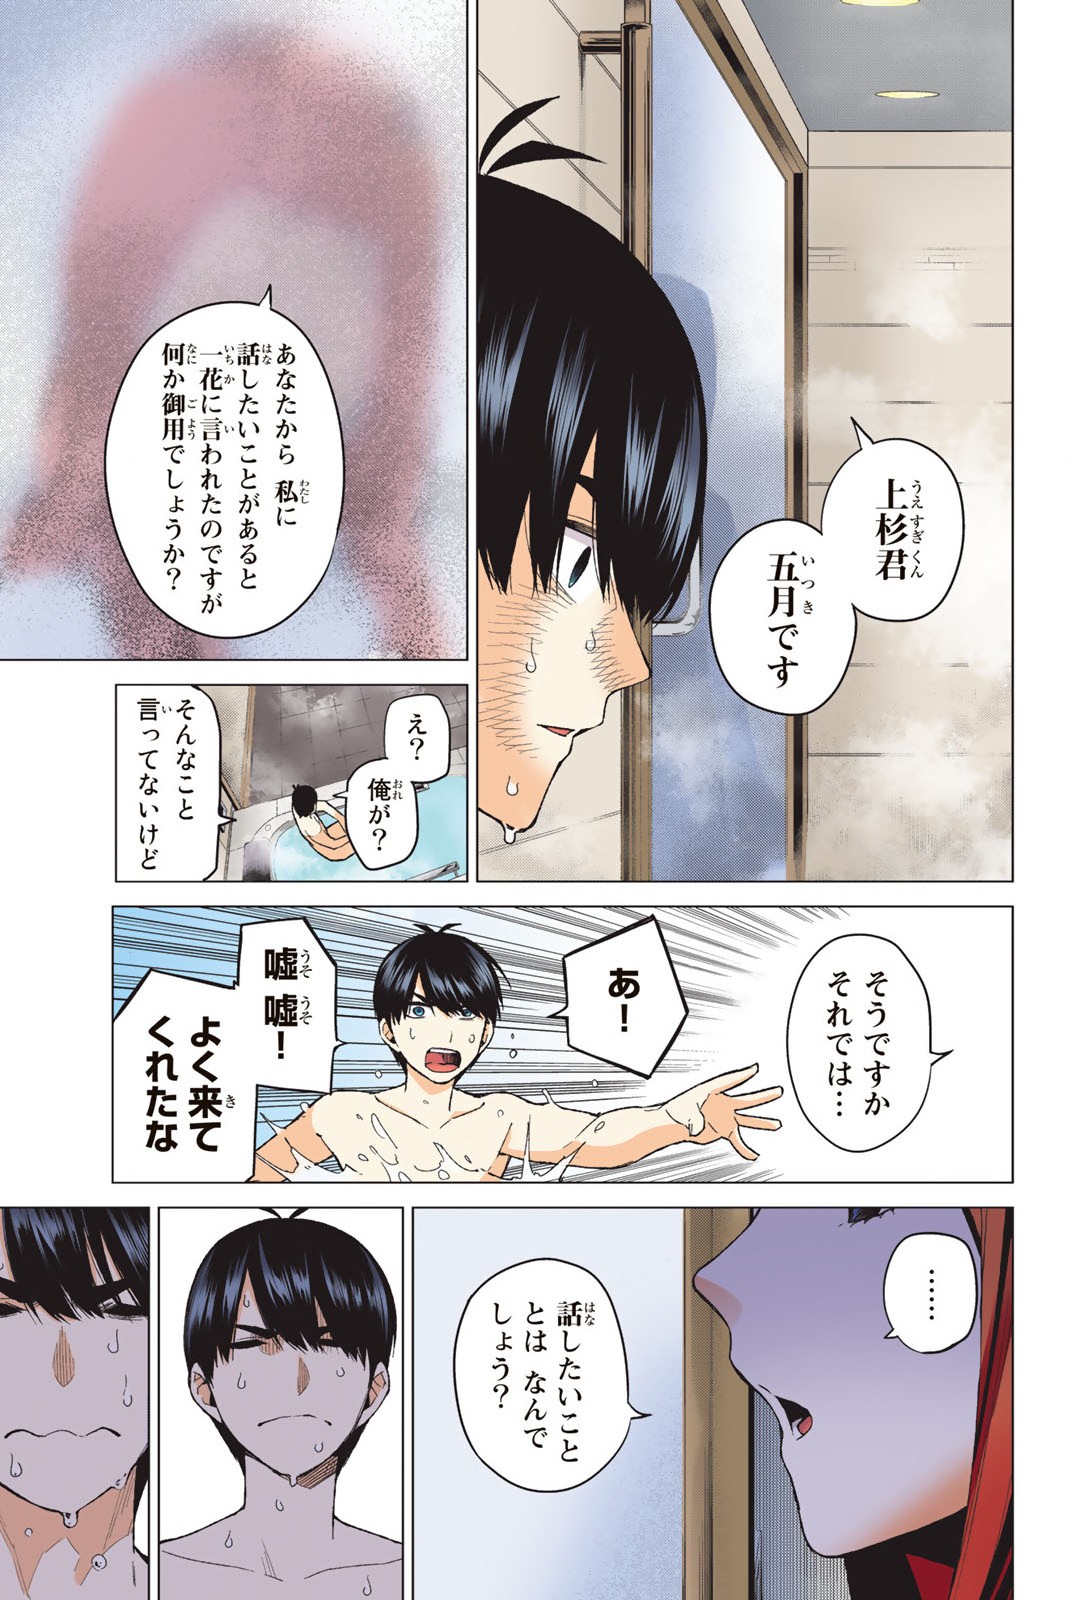 上杉君
五月です
あなたから 私に
話したいことがあると
一花に言われたのですが
何か御用でしょうか？
え？
俺が？
そんなこと
言ってないけど
そうですか
それでは…
あ！
嘘 嘘！
よく来て
くれたな
……
話したいこと
とは なんで
しょう？